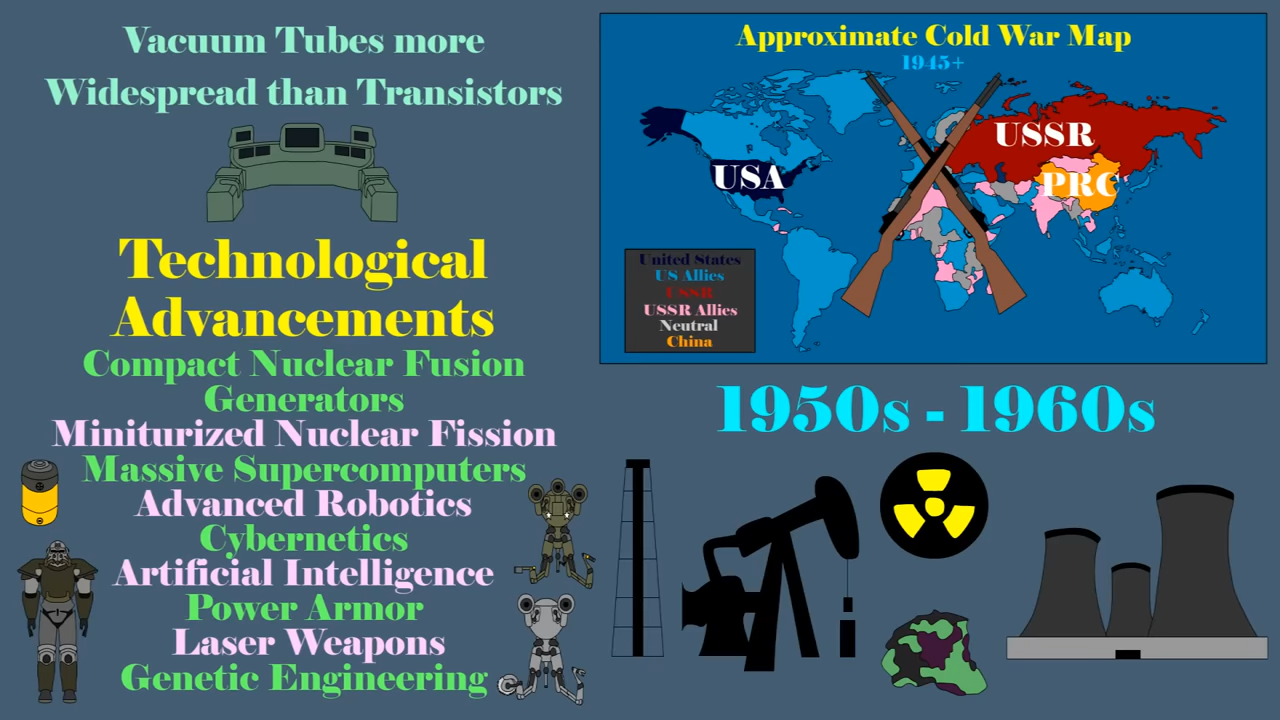 Vacuum Tubes more
Widespread than Transistors
Technological
Advancements
Compact Nuclear Fusion
Generators
Miniturized Nuclear Fission
Massive Supercomputers
Advanced Robotics
Cybernetics
Artificial Intelligence
Power Armor
Laser Weapons
Genetic Engineering
Approximate Cold War Map
1945+
USSR
USA
PRC
United States
US Allies
USSR
USSR Allies
Neutral
China
1950s - 1960s